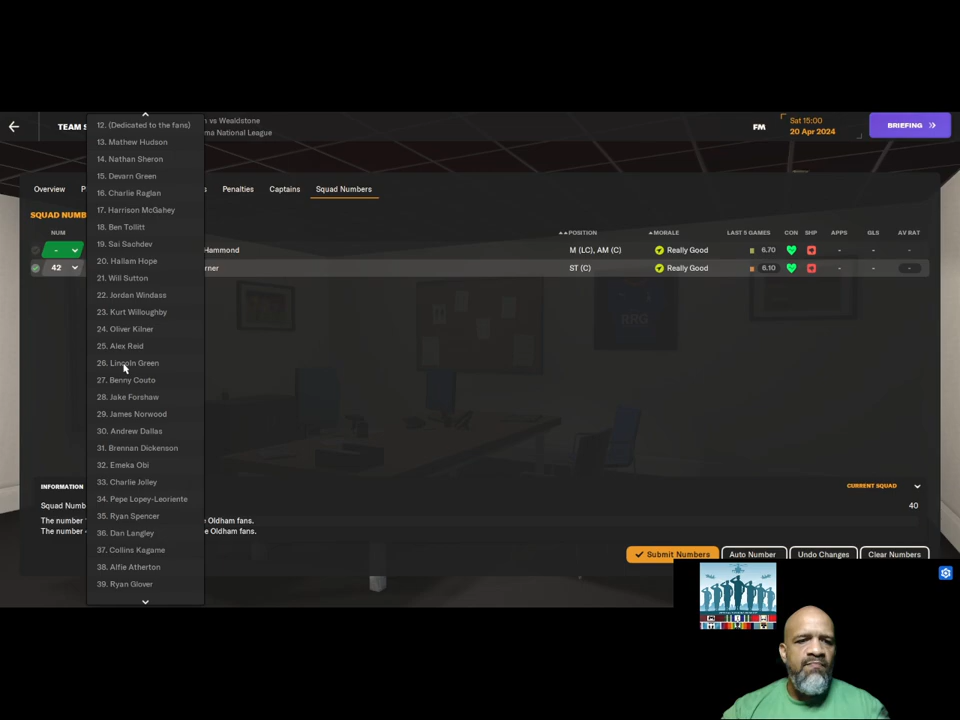 TEAM S
n vs Wealdstone
ma National League
FM
Sat 15:00
20 Apr 2024
BRIEFING
Overview
P
s
Penalties
Captains
Squad Numbers
SQUAD NUMB
NUM
POSITION
MORALE
LAST 5 GAMES
CON
SHP
APPS
GLS
AV RAT
-
Hammond
M (LC), AM (C)
Really Good
6.70
-
-
-
42
rner
ST (C)
Really Good
6.10
-
-
-
12. (Dedicated to the fans)
13. Mathew Hudson
14. Nathan Sheron
15. Devarn Green
16. Charlie Raglan
17. Harrison McGahey
18. Ben Tollitt
19. Sai Sachdev
20. Hallam Hope
21. Will Sutton
22. Jordan Windass
23. Kurt Willoughby
24. Oliver Kilner
25. Alex Reid
26. Lincoln Green
27. Benny Couto
28. Jake Forshaw
29. James Norwood
30. Andrew Dallas
31. Brennan Dickenson
32. Emeka Obi
33. Charlie Jolley
34. Pepe Lopey-Leoriente
35. Ryan Spencer
36. Dan Langley
37. Collins Kagame
38. Alfie Atherton
39. Ryan Glover
RRG
INFORMATION
CURRENT SQUAD
Squad Numb
40
The number
e Oldham fans.
The number
e Oldham fans.
Submit Numbers
Auto Number
Undo Changes
Clear Numbers